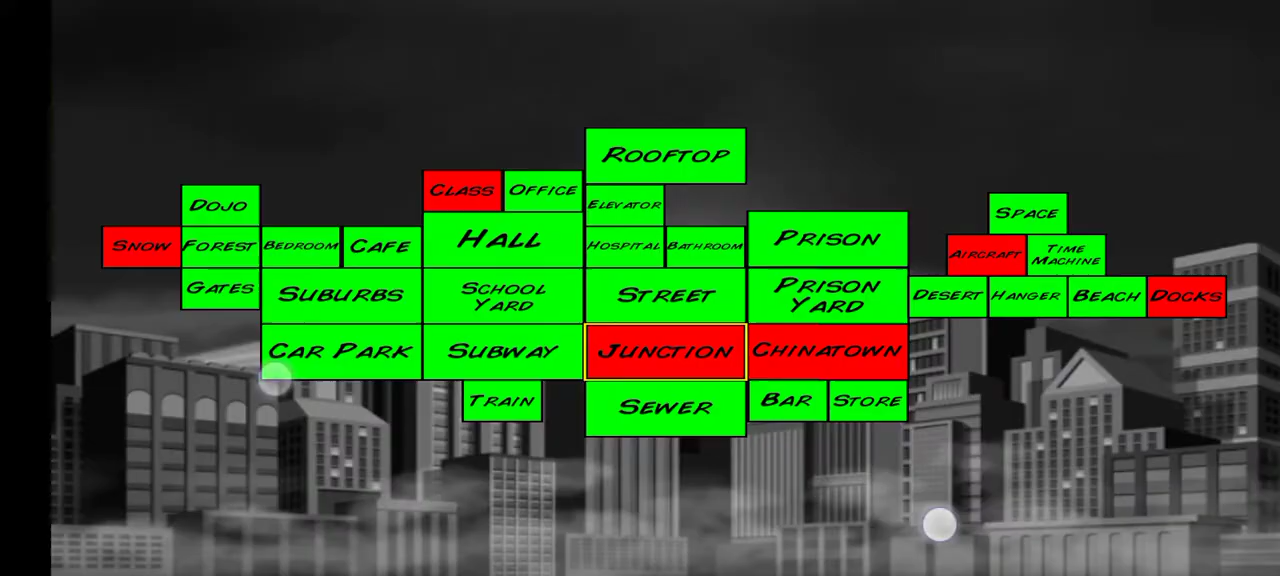 Rooftop
Class
Office
Elevator
Dojo
Space
Snow
Forest
Bedroom
Cafe
Hall
Hospital
Bathroom
Prison
Aircraft
Time
Machine
Gates
Suburbs
School
Yard
Street
Prison
Yard
Desert
Hanger
Beach
Docks
Car Park
Subway
Junction
Chinatown
Train
Sewer
Bar
Store